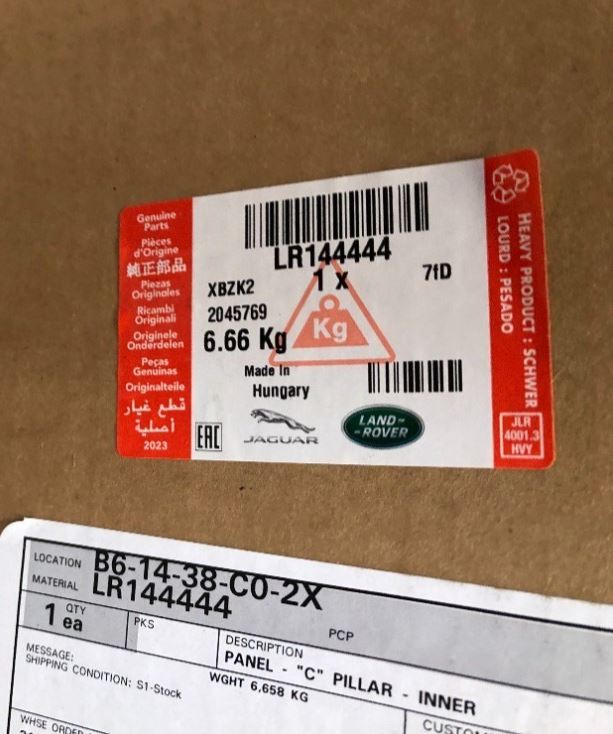 Genuine
Parts
Pièces
d'Origine
純正部品
Piezas
Originales
Ricambi
Originali
Originele
Onderdelen
Peças
Genuinas
Originalteile
قطع غيار
أصلية
2023
LR144444
1 x
7fD
XBZK2
2045769
6.66 Kg
Kg
Made In
Hungary
EAC
JAGUAR
LAND-
-ROVER
HEAVY PRODUCT : SCHWER
LOURD : PESADO
JLR
4001.3
HVY
LOCATION B6-14-38-C0-2X
MATERIAL LR144444
QTY
1 ea
PKS
PCP
DESCRIPTION
PANEL - "C" PILLAR - INNER
MESSAGE:
SHIPPING CONDITION: S1-Stock
WGHT 6,658 KG
WHSE